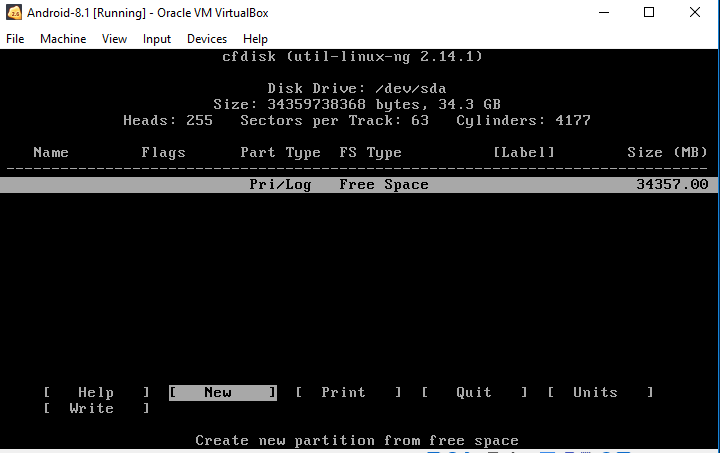 Android-8.1 [Running] - Oracle VM VirtualBox
File Machine View Input Devices Help
cfdisk (util-linux-ng 2.14.1)
Disk Drive: /dev/sda
Size: 34359738368 bytes, 34.3 GB
Heads: 255 Sectors per Track: 63 Cylinders: 4177
Name Flags Part Type FS Type [Label] Size (MB)
Pri/Log Free Space 34357.00
[ Help ] [ New ] [ Print ] [ Quit ] [ Units ]
[ Write ]
Create new partition from free space